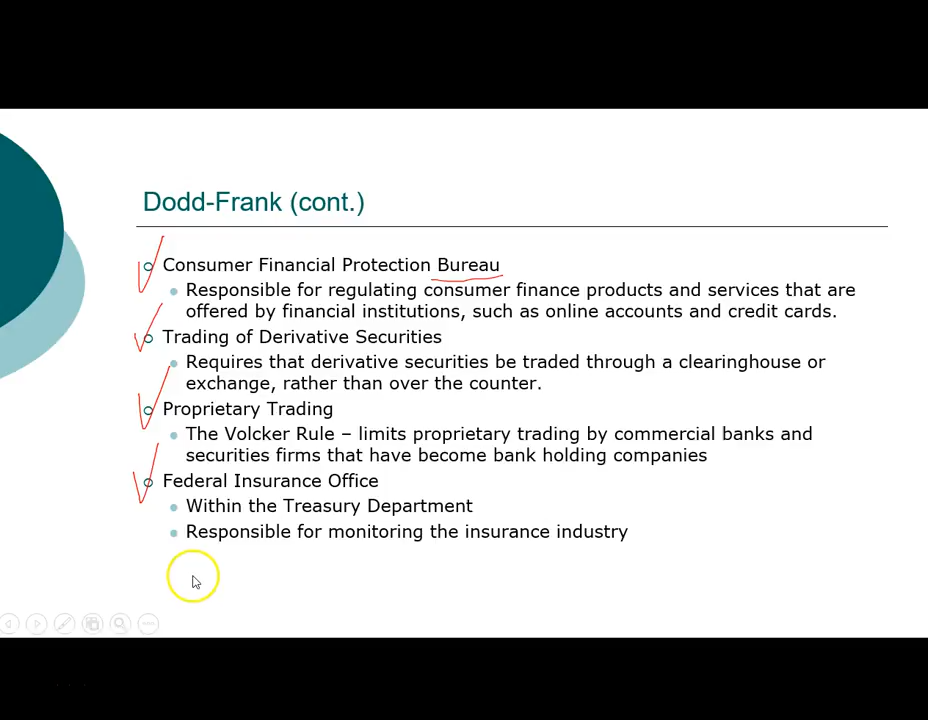 Dodd-Frank (cont.)
Consumer Financial Protection Bureau
Responsible for regulating consumer finance products and services that are
offered by financial institutions, such as online accounts and credit cards.
Trading of Derivative Securities
Requires that derivative securities be traded through a clearinghouse or
exchange, rather than over the counter.
Proprietary Trading
The Volcker Rule – limits proprietary trading by commercial banks and
securities firms that have become bank holding companies
Federal Insurance Office
Within the Treasury Department
Responsible for monitoring the insurance industry